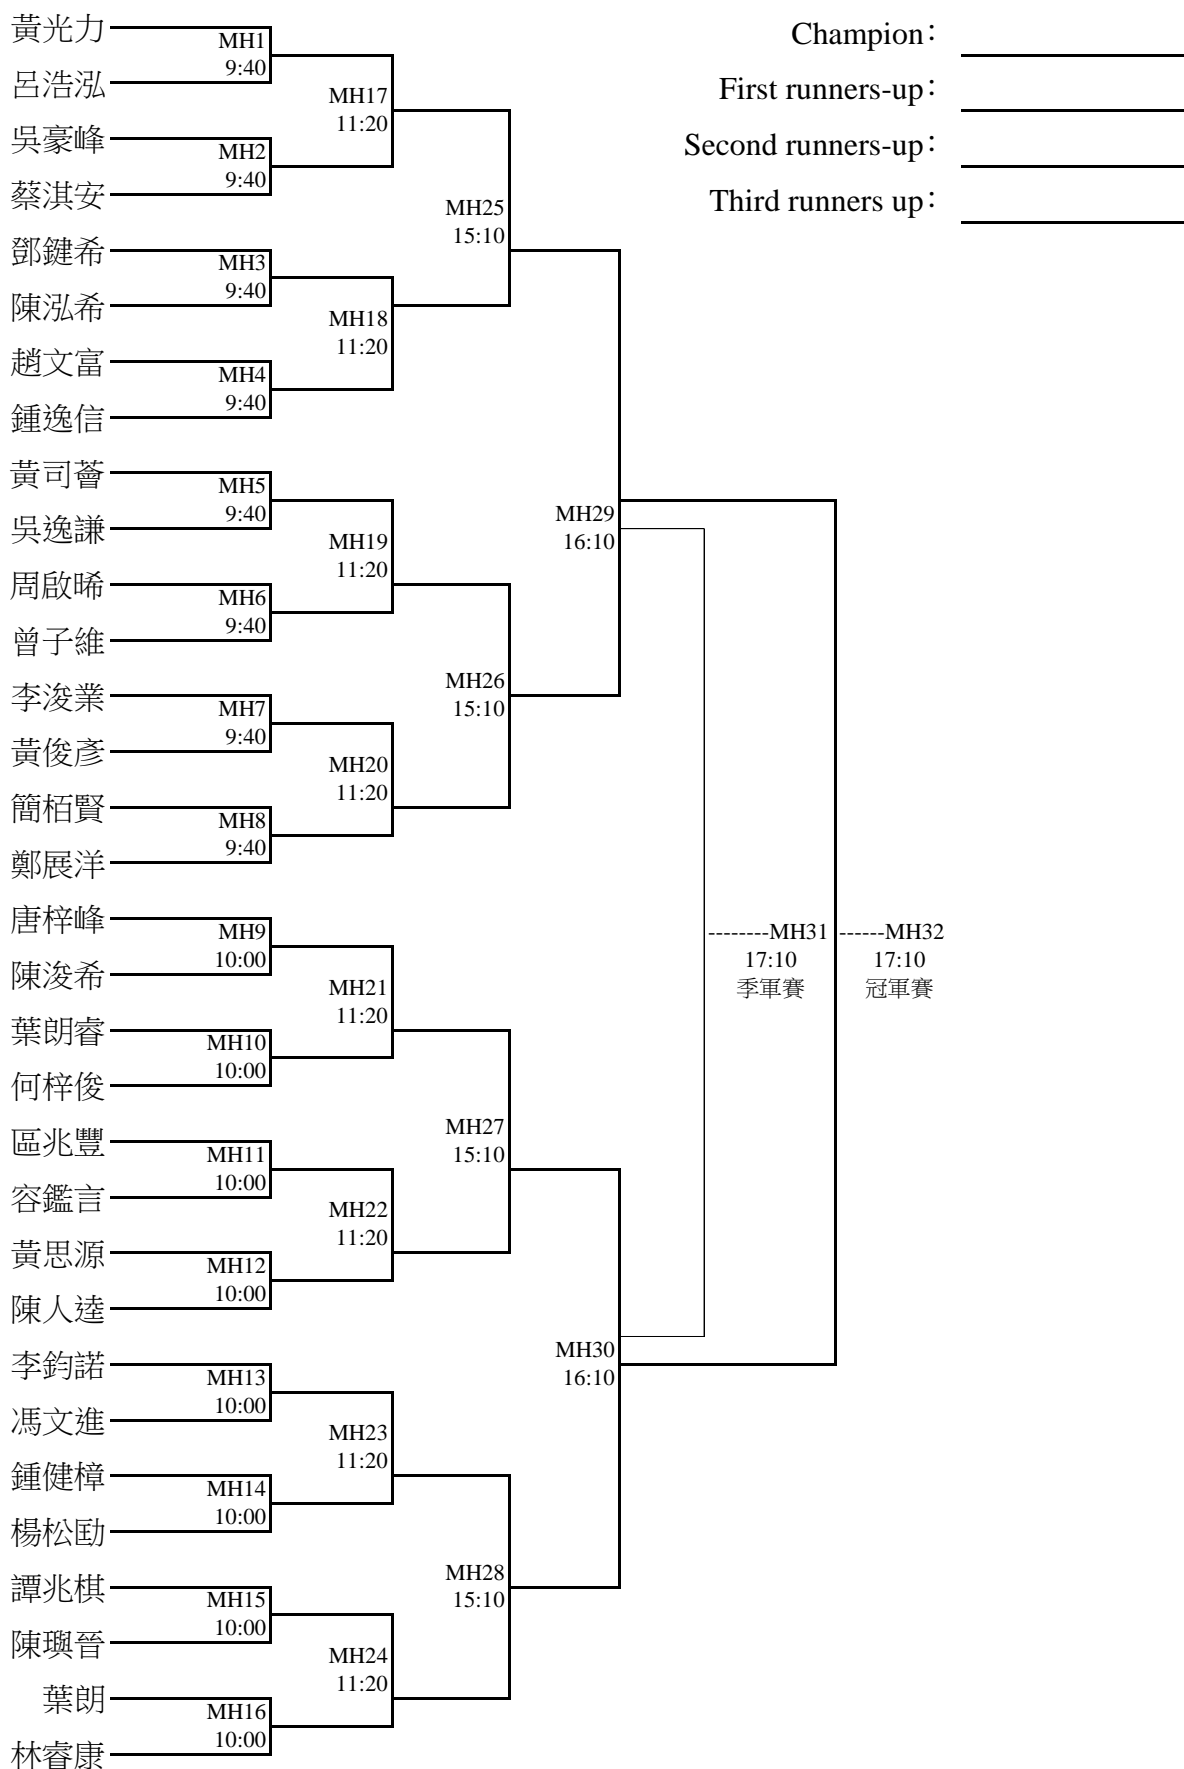 黃光力
MH1
9:40
呂浩泓
MH17
11:20
吳豪峰
MH2
9:40
蔡淇安
MH25
15:10
鄧鍵希
MH3
9:40
陳泓希
MH18
11:20
趙文富
MH4
9:40
鍾逸信
黃司薈
MH5
9:40
吳逸謙
MH19
11:20
MH29
16:10
周啟晞
MH6
9:40
曾子維
MH26
15:10
李浚業
MH7
9:40
黃俊彥
MH20
11:20
簡栢賢
MH8
9:40
鄭展洋
唐梓峰
MH9
10:00
陳浚希
MH21
11:20
葉朗睿
MH10
10:00
何梓俊
MH27
15:10
區兆豐
MH11
10:00
容鑑言
MH22
11:20
黃思源
MH12
10:00
陳人逵
MH30
16:10
李鈞諾
MH13
10:00
馮文進
MH23
11:20
鍾健樟
MH14
10:00
楊松勁
MH28
15:10
譚兆棋
MH15
10:00
陳璵晉
MH24
11:20
葉朗
MH16
10:00
林睿康
--------MH31
17:10
季軍賽
------MH32
17:10
冠軍賽
Champion：
First runners-up：
Second runners-up：
Third runners up：